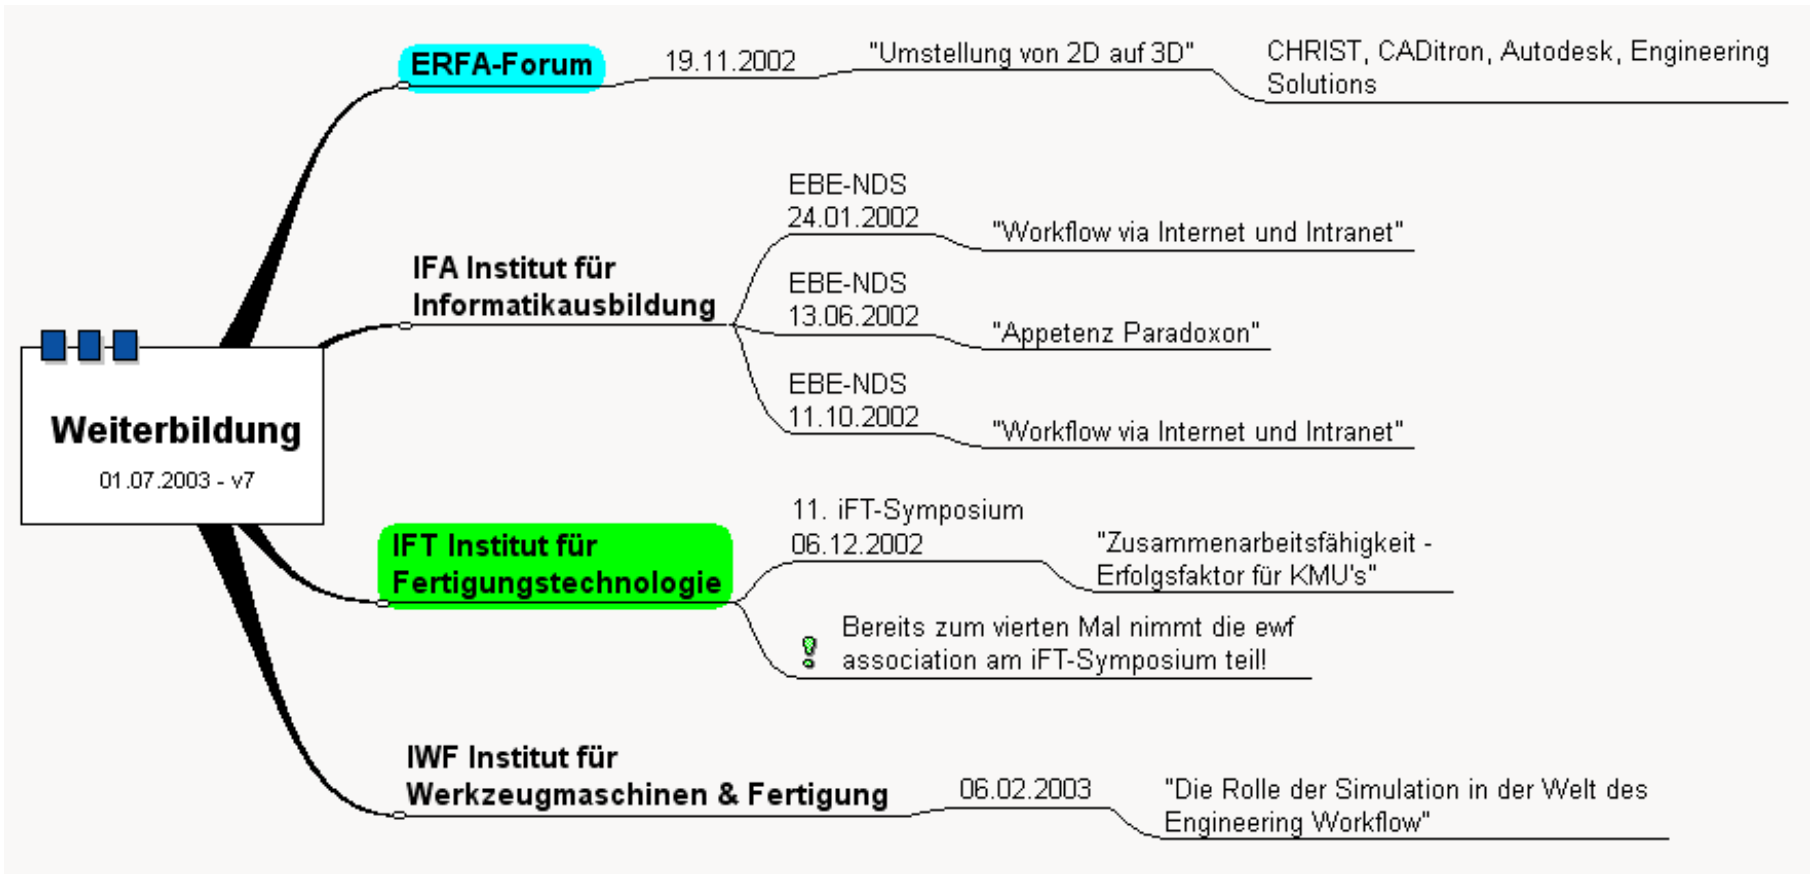 ERFA-Forum
19.11.2002
"Umstellung von 2D auf 3D"
CHRIST, CADitron, Autodesk, Engineering
Solutions
IFA Institut für
Informatikausbildung
EBE-NDS
24.01.2002
"Workflow via Internet und Intranet"
EBE-NDS
13.06.2002
"Appetenz Paradoxon"
EBE-NDS
11.10.2002
"Workflow via Internet und Intranet"
Weiterbildung
01.07.2003 - v7
IFT Institut für
Fertigungstechnologie
11. iFT-Symposium
06.12.2002
"Zusammenarbeitsfähigkeit -
Erfolgsfaktor für KMU's"
Bereits zum vierten Mal nimmt die ewf
association am iFT-Symposium teil!
IWF Institut für
Werkzeugmaschinen & Fertigung
06.02.2003
"Die Rolle der Simulation in der Welt des
Engineering Workflow"